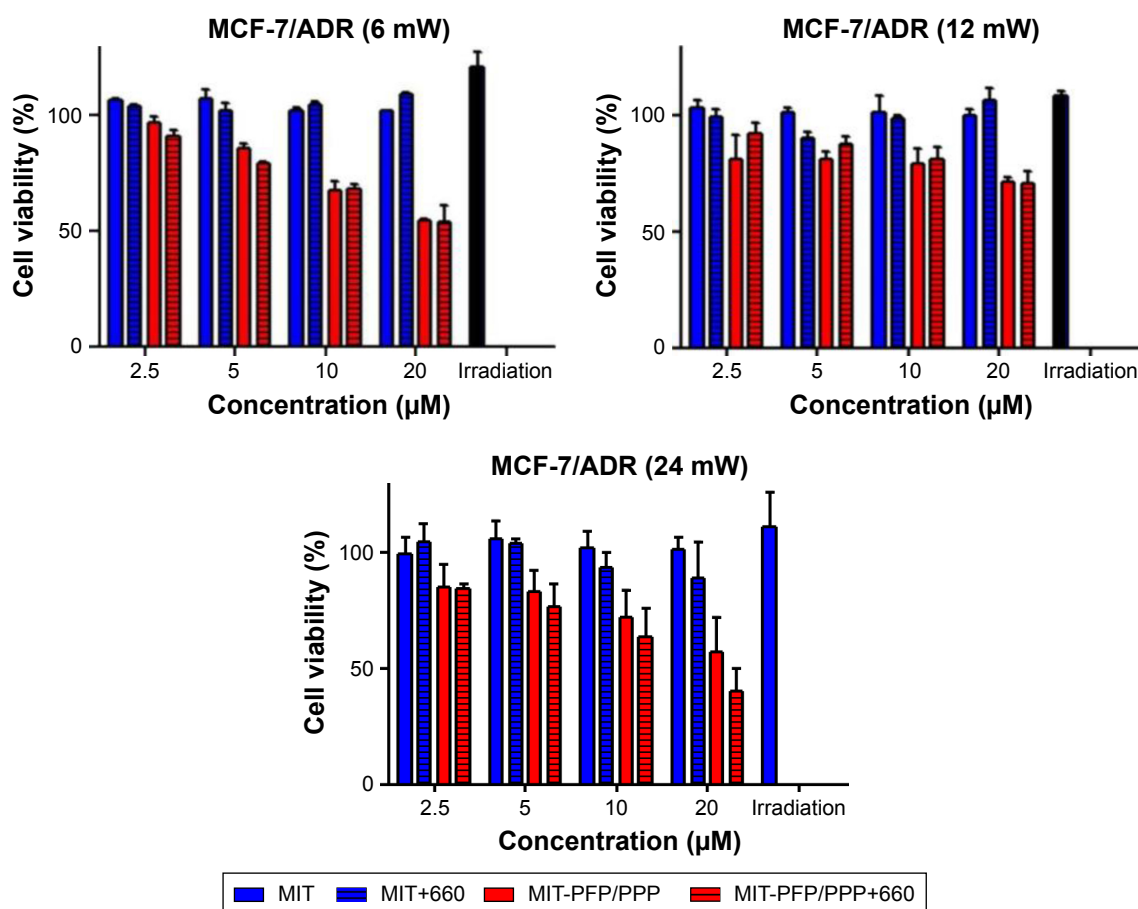 MCF-7/ADR (6 mW)
Cell viability (%)
100
50
0
2.5 5 10 20 Irradiation
Concentration (µM)
MCF-7/ADR (12 mW)
Cell viability (%)
100
50
0
2.5 5 10 20 Irradiation
Concentration (µM)
MCF-7/ADR (24 mW)
Cell viability (%)
100
50
0
2.5 5 10 20 Irradiation
Concentration (µM)
MIT MIT+660 MIT-PFP/PPP MIT-PFP/PPP+660